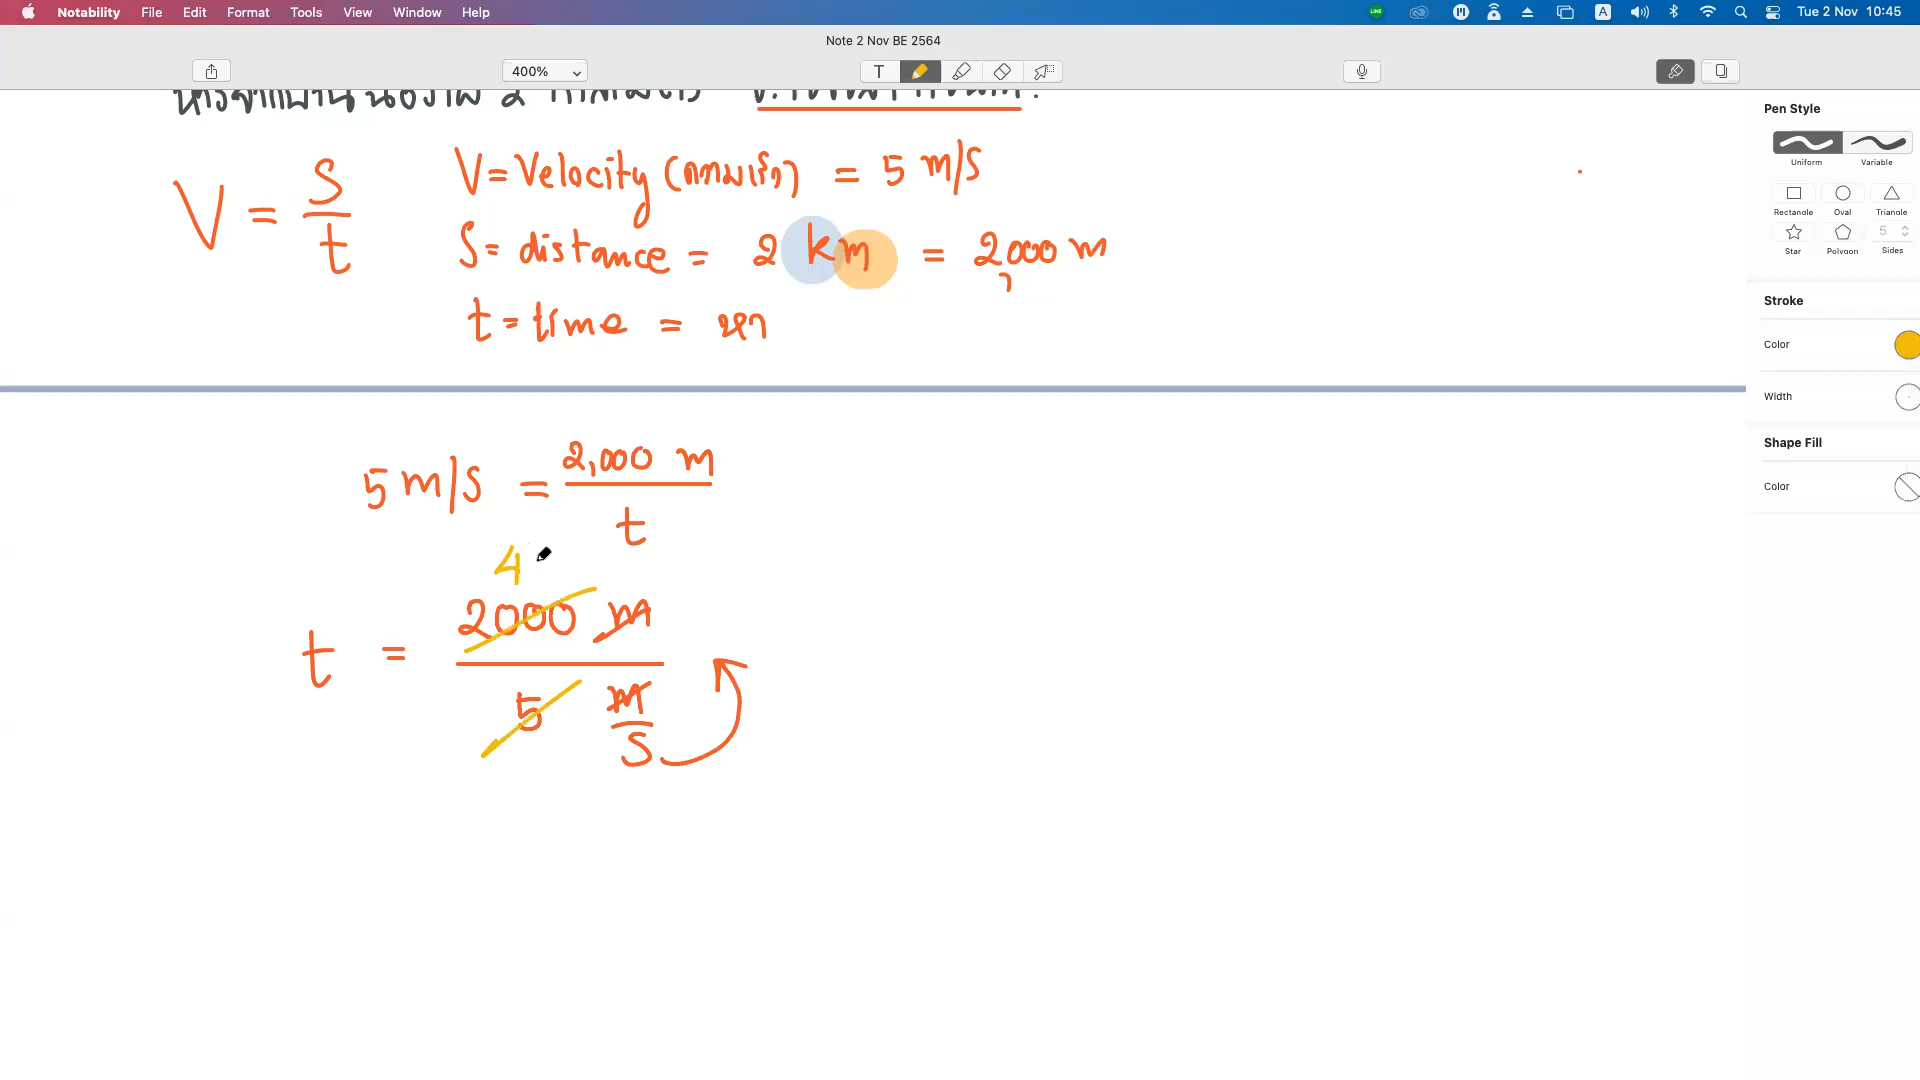 Notability File Edit Format Tools View Window Help LINE A Tue 2 Nov 10:45
Note 2 Nov BE 2564
400% T
Pen Style
Uniform Variable
Rectangle Oval Triangle
5
Star Polygon Sides
Stroke
Color
Width
Shape Fill
Color
V = S/t
V = Velocity (ความเร็ว) = 5 m/s
S = distance = 2 km = 2,000 m
t = time = หา
5 m/s = 2,000 m / t
4
t = 2000 m / 5 m/s